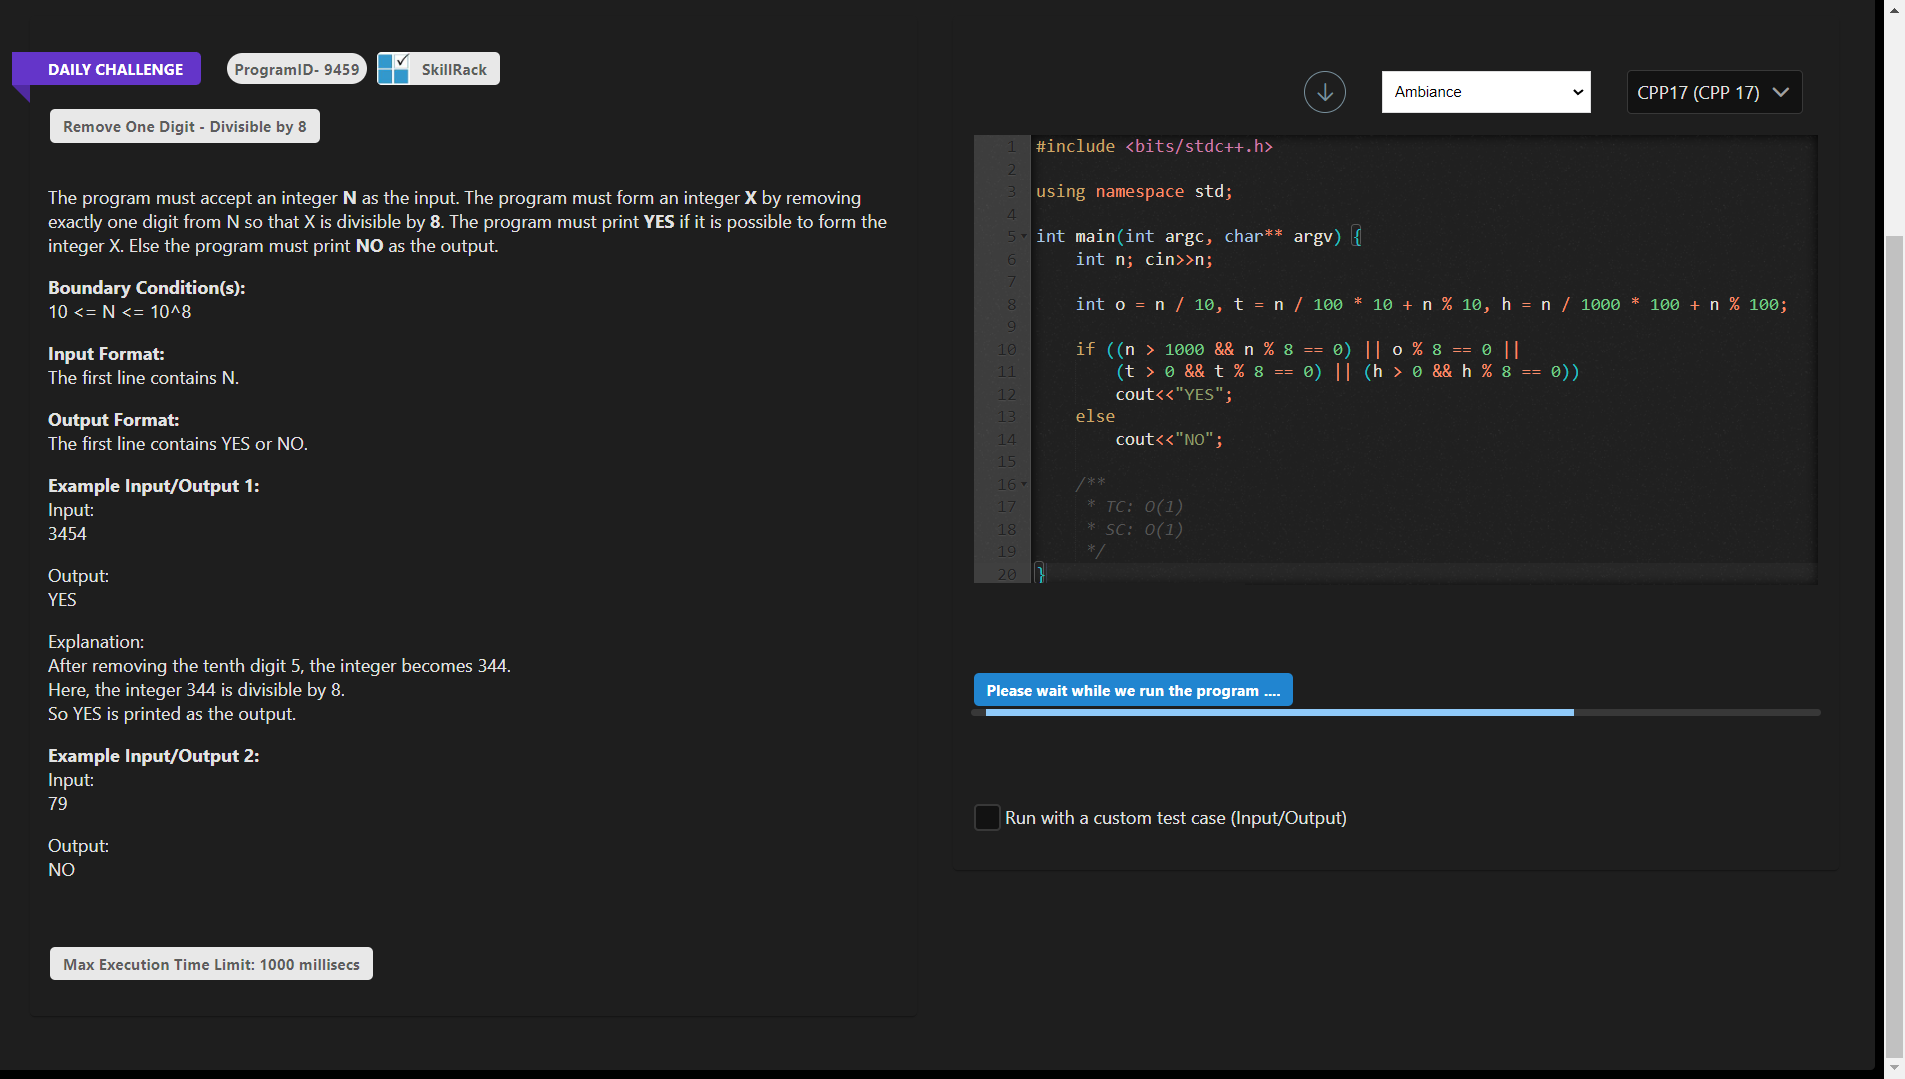 DAILY CHALLENGE
ProgramID- 9459
SkillRack
Remove One Digit - Divisible by 8
The program must accept an integer N as the input. The program must form an integer X by removing
exactly one digit from N so that X is divisible by 8. The program must print YES if it is possible to form the
integer X. Else the program must print NO as the output.
Boundary Condition(s):
10 <= N <= 10^8
Input Format:
The first line contains N.
Output Format:
The first line contains YES or NO.
Example Input/Output 1:
Input:
3454
Output:
YES
Explanation:
After removing the tenth digit 5, the integer becomes 344.
Here, the integer 344 is divisible by 8.
So YES is printed as the output.
Example Input/Output 2:
Input:
79
Output:
NO
Max Execution Time Limit: 1000 millisecs
Ambiance
CPP17 (CPP 17)
1 #include <bits/stdc++.h>
2
3 using namespace std;
4
5 int main(int argc, char** argv) {
6     int n; cin>>n;
7
8     int o = n / 10, t = n / 100 * 10 + n % 10, h = n / 1000 * 100 + n % 100;
9
10     if ((n > 1000 && n % 8 == 0) || o % 8 == 0 ||
11         (t > 0 && t % 8 == 0) || (h > 0 && h % 8 == 0))
12         cout<<"YES";
13     else
14         cout<<"NO";
15
16     /**
17      * TC: O(1)
18      * SC: O(1)
19      */
20 }
Please wait while we run the program ....
Run with a custom test case (Input/Output)